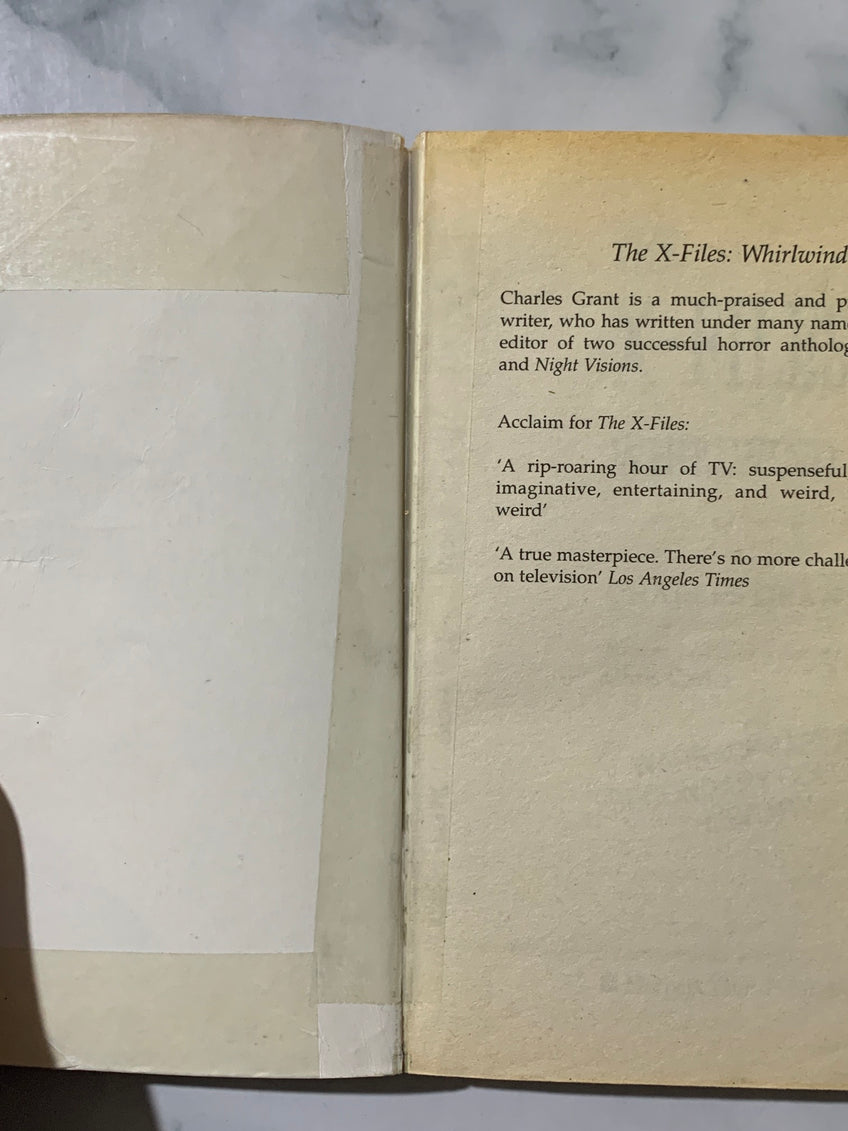 The X-Files: Whirlwind
Charles Grant is a much-praised and
writer, who has written under many
editor of two successful horror
and Night Visions.
Acclaim for The X-Files:
‘A rip-roaring hour of TV: suspenseful
imaginative, entertaining, and weird,
weird’
‘A true masterpiece. There’s no more
on television’ Los Angeles Times